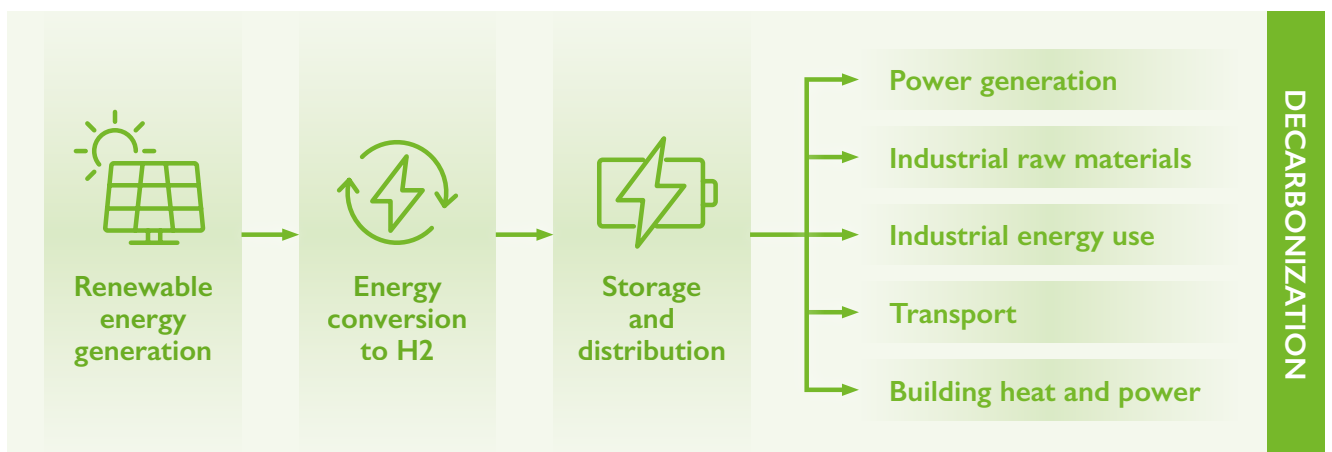 Renewable
energy
generation
Energy
conversion
to H2
Storage
and
distribution
Power generation
Industrial raw materials
Industrial energy use
Transport
Building heat and power
DECARBONIZATION